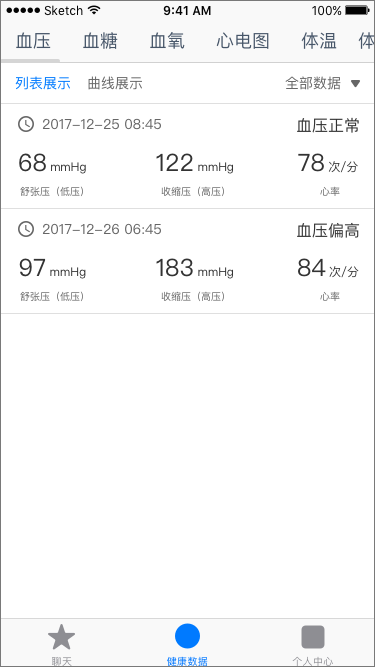 Sketch 9:41 AM 100%
血压 血糖 血氧 心电图 体温 体
列表展示 曲线展示 全部数据
2017-12-25 08:45 血压正常
68 mmHg 122 mmHg 78 次/分
舒张压（低压） 收缩压（高压） 心率
2017-12-26 06:45 血压偏高
97 mmHg 183 mmHg 84 次/分
舒张压（低压） 收缩压（高压） 心率
聊天 健康数据 个人中心